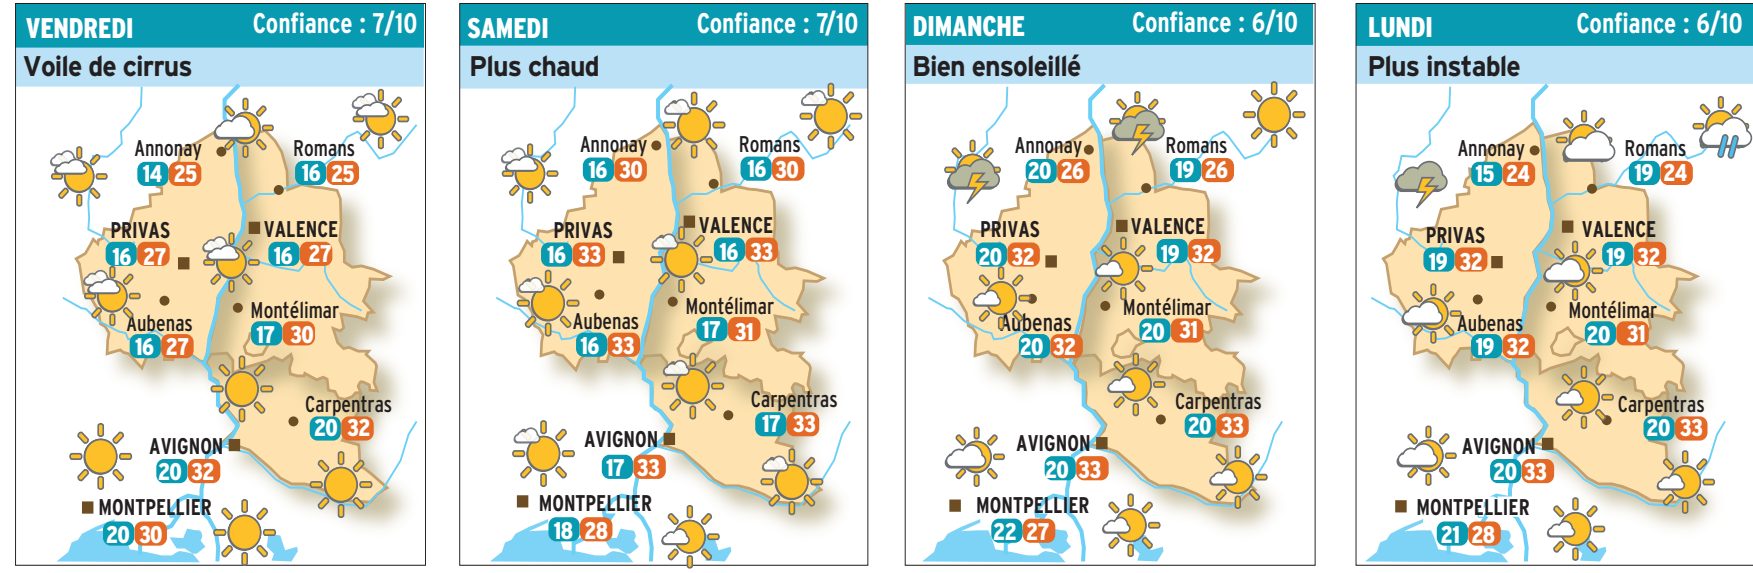 VENDREDI Confiance : 7/10
Voile de cirrus
Annonay
14 25
Romans
16 25
PRIVAS
16 27
VALENCE
16 27
Aubenas
16 27
Montélimar
17 30
Carpentras
20 32
AVIGNON
20 32
MONTPELLIER
20 30
SAMEDI Confiance : 7/10
Plus chaud
Annonay
16 30
Romans
16 30
PRIVAS
16 33
VALENCE
16 33
Aubenas
16 33
Montélimar
17 31
Carpentras
17 33
AVIGNON
17 33
MONTPELLIER
18 28
DIMANCHE Confiance : 6/10
Bien ensoleillé
Annonay
20 26
Romans
19 26
PRIVAS
20 32
VALENCE
19 32
Aubenas
20 32
Montélimar
20 31
Carpentras
20 33
AVIGNON
20 33
MONTPELLIER
22 27
LUNDI Confiance : 6/10
Plus instable
Annonay
15 24
Romans
19 24
PRIVAS
19 32
VALENCE
19 32
Aubenas
19 32
Montélimar
20 31
Carpentras
20 33
AVIGNON
20 33
MONTPELLIER
21 28